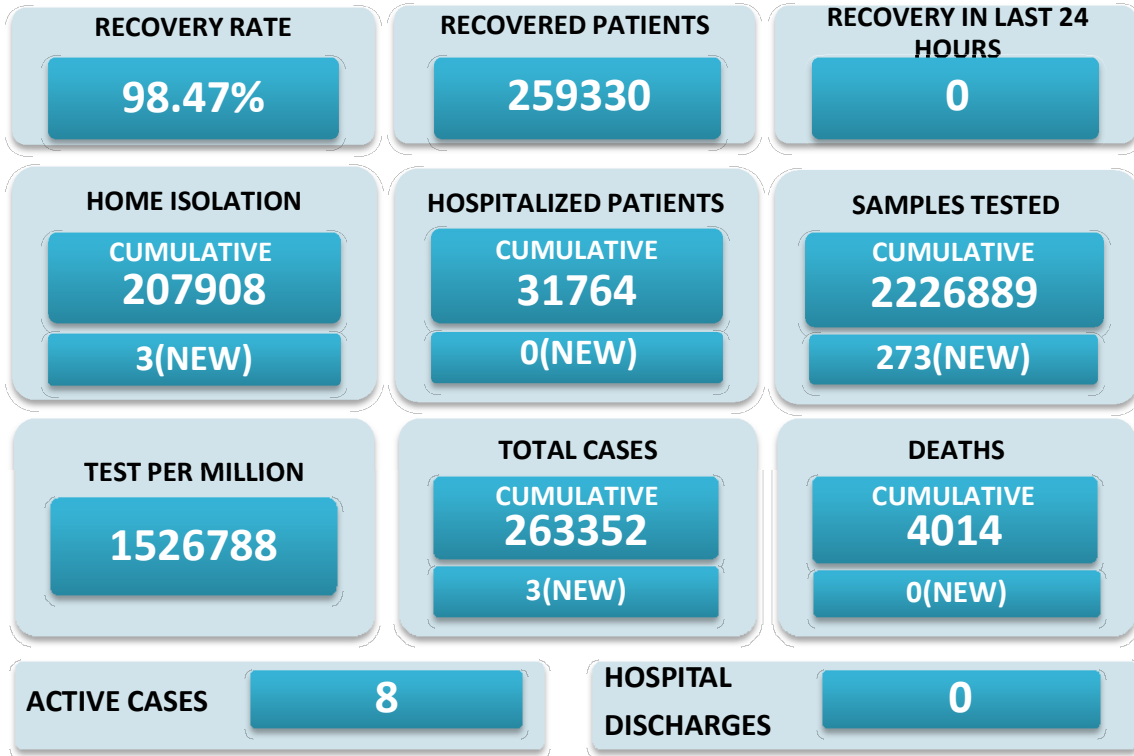 RECOVERY RATE
98.47%
RECOVERED PATIENTS
259330
RECOVERY IN LAST 24
HOURS
0
HOME ISOLATION
CUMULATIVE
207908
3(NEW)
HOSPITALIZED PATIENTS
CUMULATIVE
31764
0(NEW)
SAMPLES TESTED
CUMULATIVE
2226889
273(NEW)
TEST PER MILLION
1526788
TOTAL CASES
CUMULATIVE
263352
3(NEW)
DEATHS
CUMULATIVE
4014
0(NEW)
ACTIVE CASES
8
HOSPITAL
DISCHARGES
0